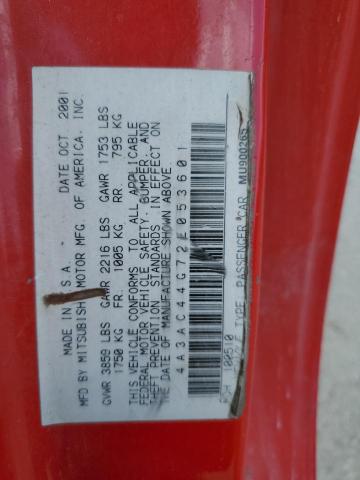 MADE IN U.S.A. DATE OCT 2001
MFD BY MITSUBISHI MOTOR MFG OF AMERICA, INC.
GVWR 3859 LBS GAWR 2216 LBS GAWR 1753 LBS
1750 KG FR. 1005 KG RR. 795 KG
THIS VEHICLE CONFORMS TO ALL APPLICABLE
FEDERAL MOTOR VEHICLE SAFETY, BUMPER, AND
THEFT PREVENTION STANDARDS IN EFFECT ON
THE DATE OF MANUFACTURE SHOWN ABOVE.
4A3AC44G72E053601
100510 MU900265
TYPE: PASSENGER CAR